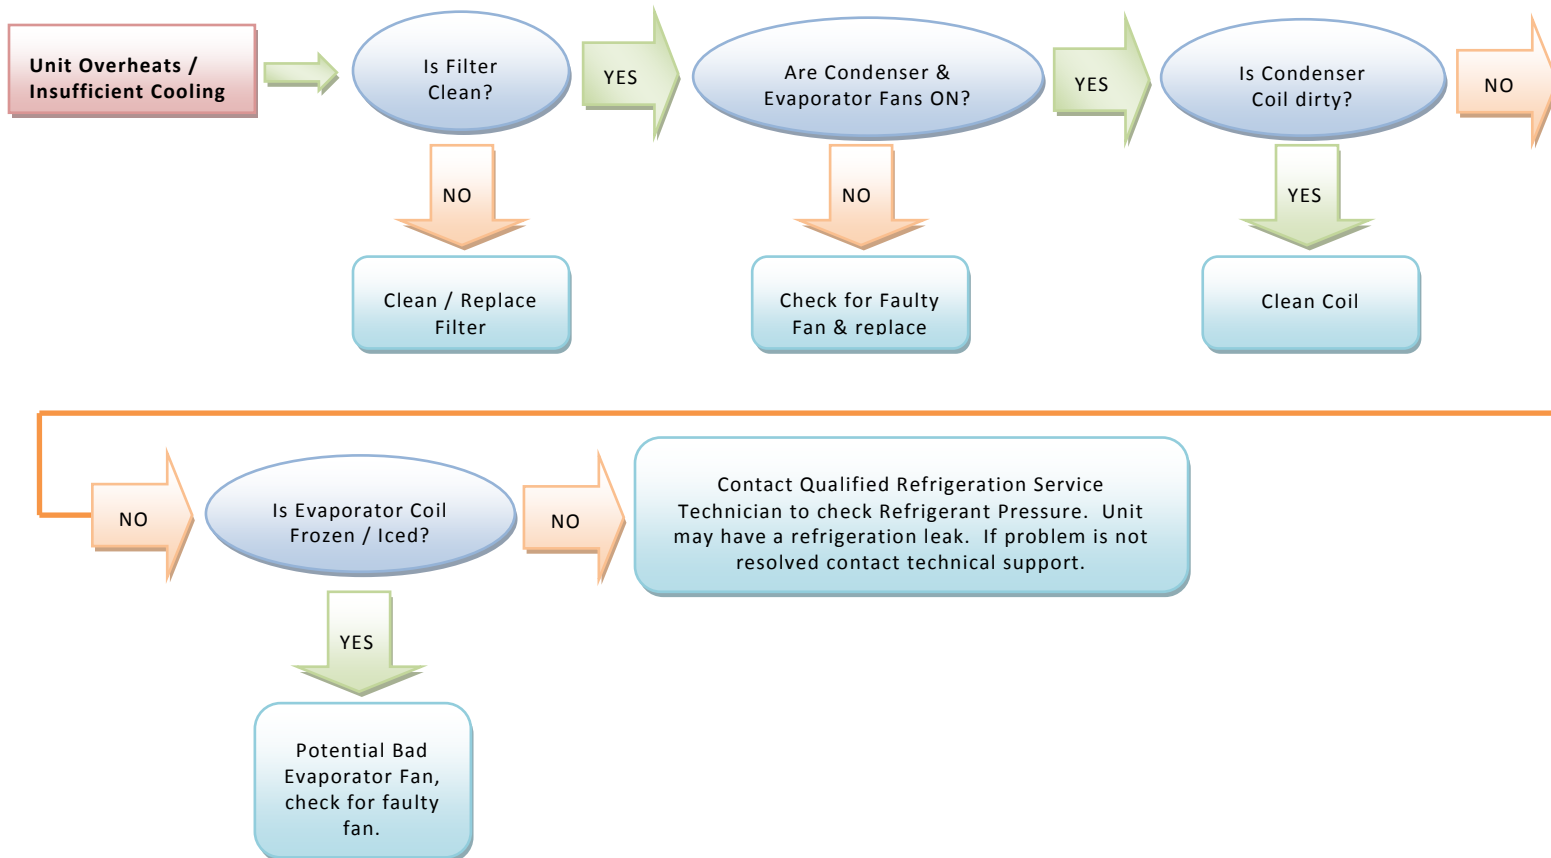 Unit Overheats /
Insufficient Cooling
Is Filter
Clean?
YES
Are Condenser &
Evaporator Fans ON?
YES
Is Condenser
Coil dirty?
NO
NO
NO
YES
Clean / Replace
Filter
Check for Faulty
Fan & replace
Clean Coil
NO
Is Evaporator Coil
Frozen / Iced?
NO
Contact Qualified Refrigeration Service
Technician to check Refrigerant Pressure. Unit
may have a refrigeration leak. If problem is not
resolved contact technical support.
YES
Potential Bad
Evaporator Fan,
check for faulty
fan.